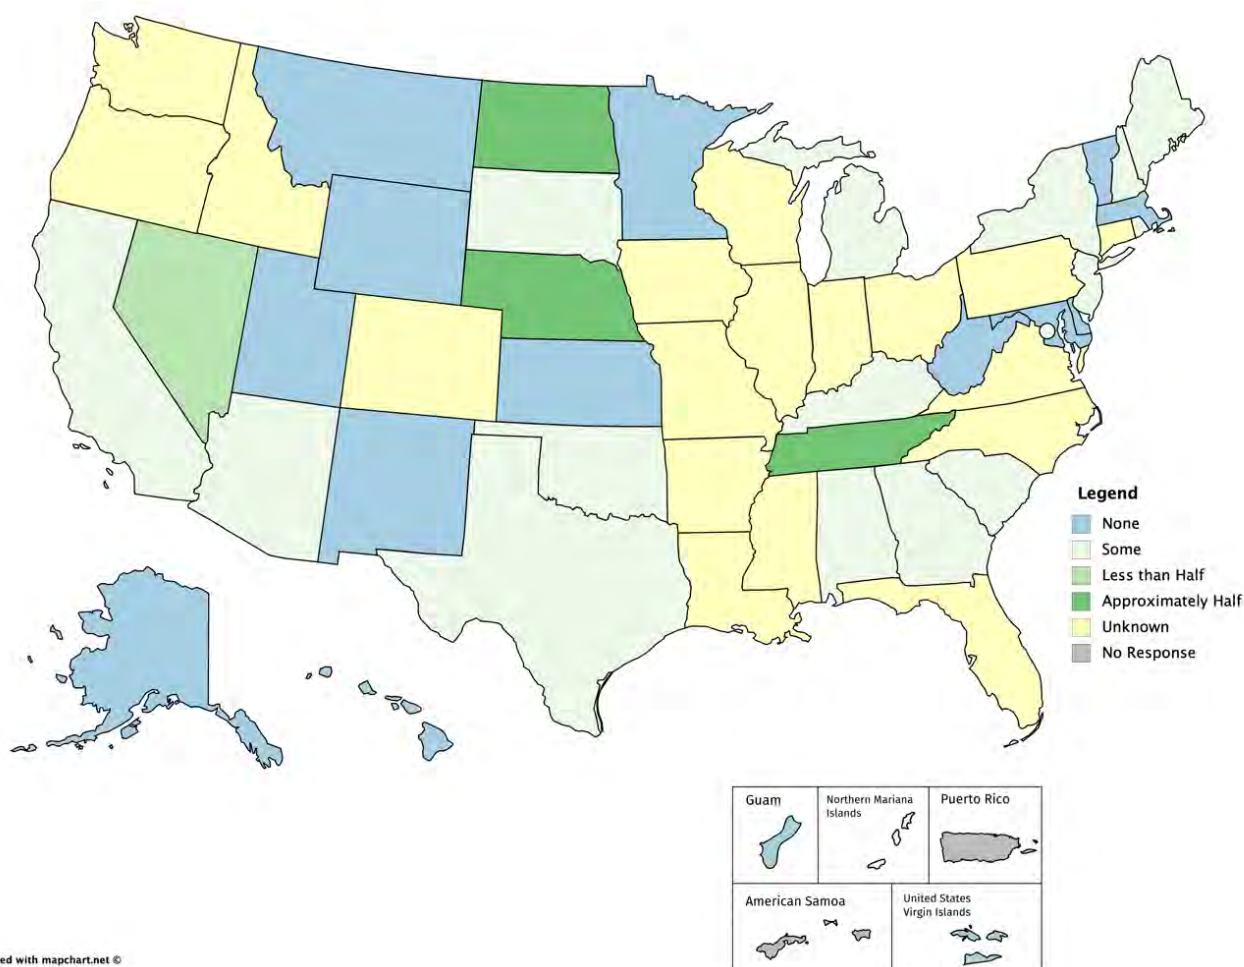 Legend
None
Some
Less than Half
Approximately Half
Unknown
No Response
Guam
Northern Mariana
Islands
Puerto Rico
American Samoa
United States
Virgin Islands
ed with mapchart.net ©